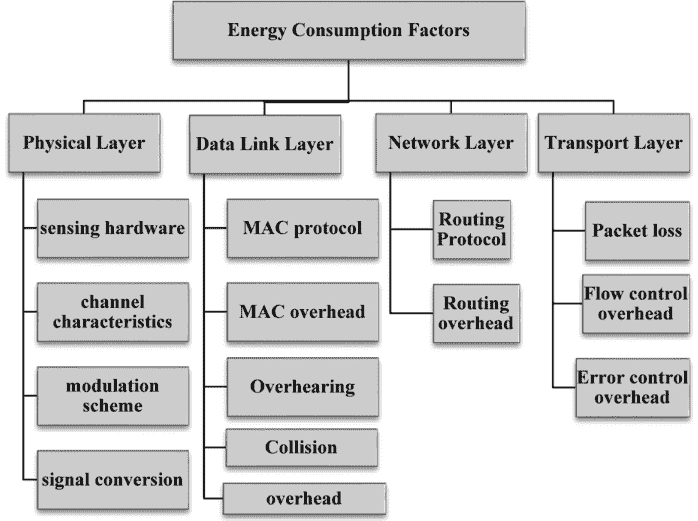 Energy Consumption Factors
Physical Layer
Data Link Layer
Network Layer
Transport Layer
sensing hardware
channel
characteristics
modulation
scheme
signal conversion
MAC protocol
MAC overhead
Overhearing
Collision
overhead
Routing
Protocol
Routing
overhead
Packet loss
Flow control
overhead
Error control
overhead